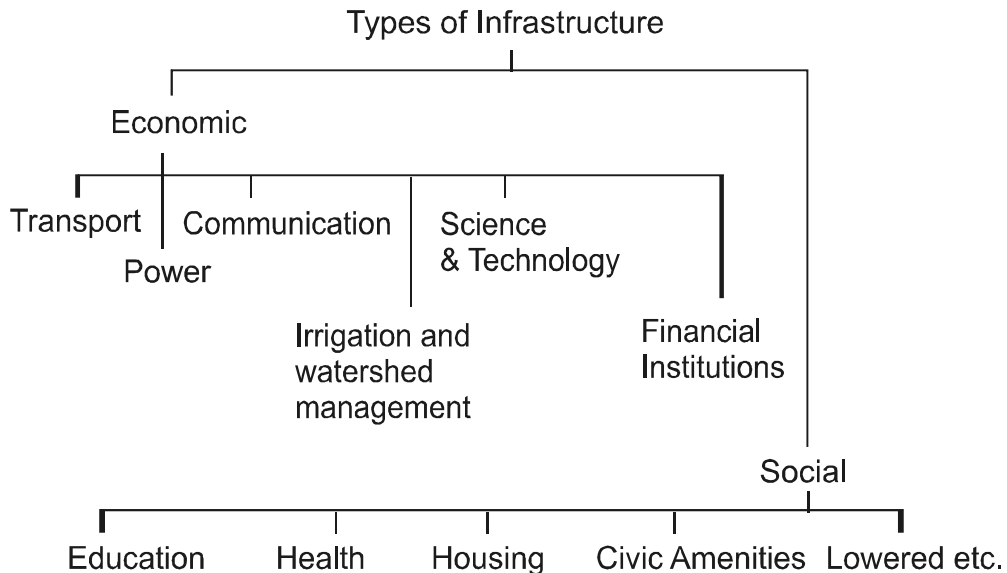 Types of Infrastructure
Economic
Transport
Power
Communication
Irrigation and
watershed
management
Science
& Technology
Financial
Institutions
Social
Education
Health
Housing
Civic Amenities
Lowered etc.